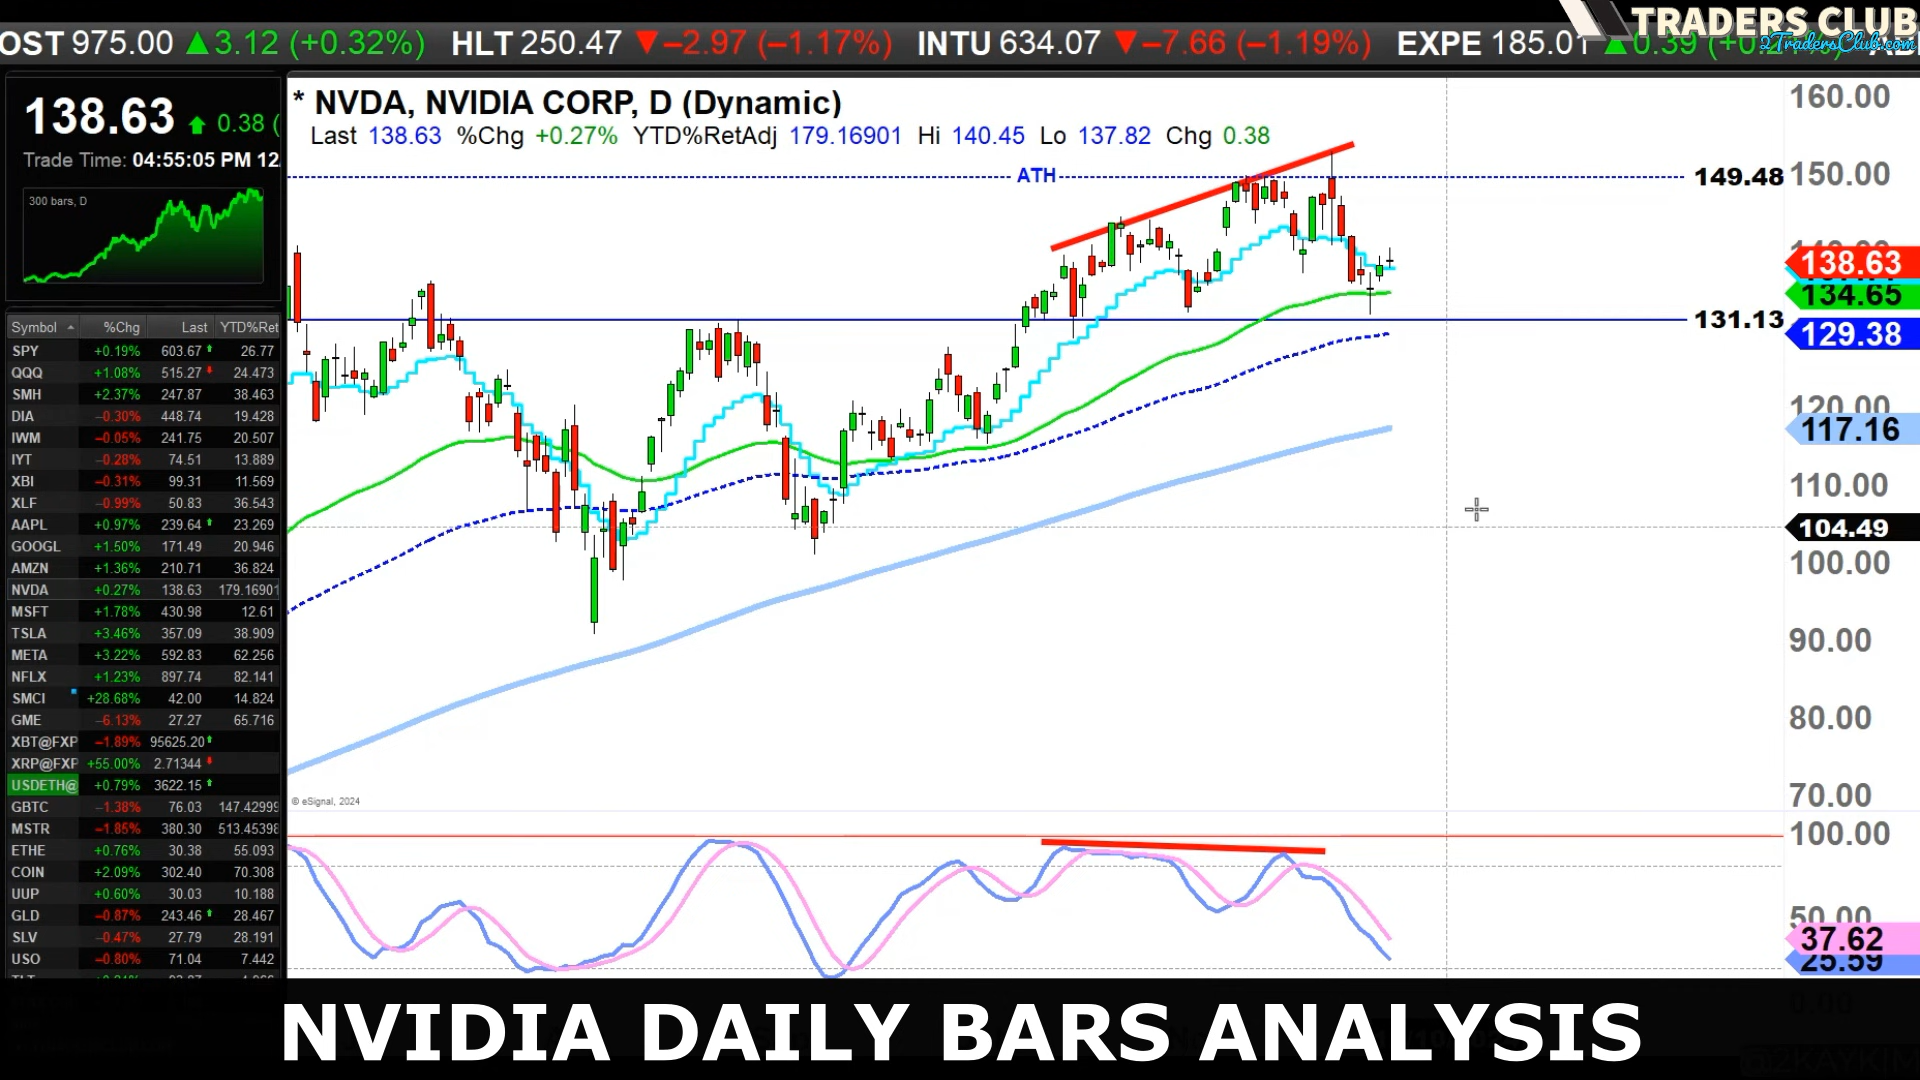 TRADERS CLUB
2TradersClub.com
OST 975.00 ▲3.12 (+0.32%) HLT 250.47 ▼–2.97 (–1.17%) INTU 634.07 ▼–7.66 (–1.19%) EXPE 185.01 ▲0.39
138.63 0.38 (
Trade Time: 04:55:05 PM 12
300 bars, D
* NVDA, NVIDIA CORP, D (Dynamic)
Last 138.63 %Chg +0.27% YTD%RetAdj 179.16901 Hi 140.45 Lo 137.82 Chg 0.38
ATH
149.48
131.13
160.00
150.00
138.63
134.65
129.38
120.00
117.16
110.00
104.49
100.00
90.00
80.00
70.00
100.00
50.00
37.62
25.59
0.00
Symbol %Chg Last YTD%Ret
SPY +0.19% 603.67 26.77
QQQ +1.08% 515.27 24.473
SMH +2.37% 247.87 38.463
DIA –0.30% 448.74 19.428
IWM –0.05% 241.75 20.507
IYT –0.28% 74.51 13.889
XBI –0.31% 99.31 11.569
XLF –0.99% 50.83 36.543
AAPL +0.97% 239.64 23.269
GOOGL +1.50% 171.49 20.946
AMZN +1.36% 210.71 36.824
NVDA +0.27% 138.63 179.16901
MSFT +1.78% 430.98 12.61
TSLA +3.46% 357.09 38.909
META +3.22% 592.83 62.256
NFLX +1.23% 897.74 82.141
SMCI +28.68% 42.00 14.824
GME –6.13% 27.27 65.716
XBT@FXP –1.89% 95625.20
XRP@FXP +55.00% 2.71344
USDETH@ +0.79% 3622.15
GBTC –1.38% 76.03 147.42999
MSTR –1.85% 380.30 513.45398
ETHE +0.76% 30.38 55.093
COIN +2.09% 302.40 70.308
UUP +0.60% 30.03 10.188
GLD –0.87% 243.46 28.467
SLV –0.47% 27.79 28.191
USO –0.80% 71.04 7.442
© eSignal, 2024
NVIDIA DAILY BARS ANALYSIS